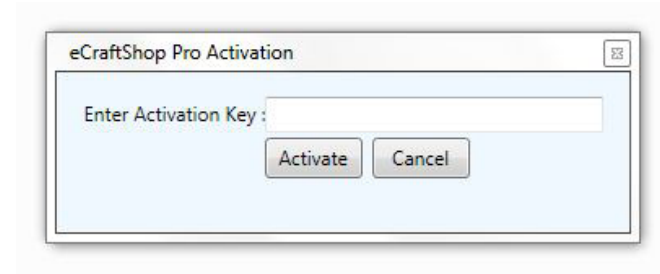 eCraftShop Pro Activation
Enter Activation Key :
Activate Cancel